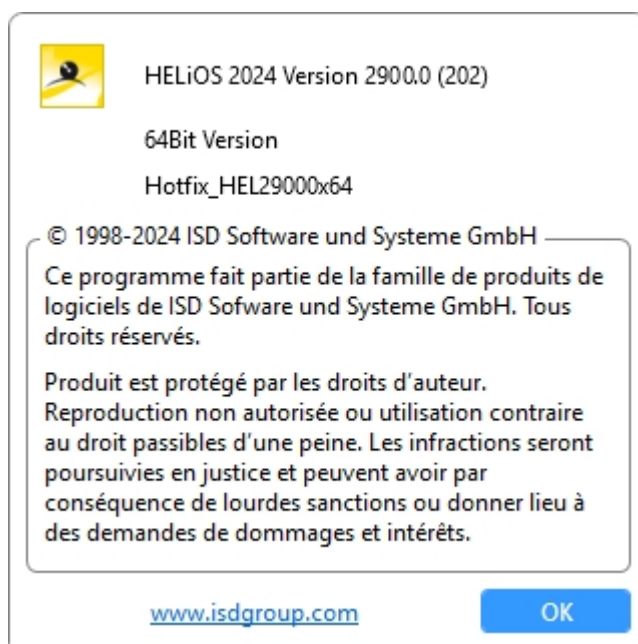 HELiOS 2024 Version 2900.0 (202)
64Bit Version
Hotfix_HEL29000x64
© 1998-2024 ISD Software und Systeme GmbH
Ce programme fait partie de la famille de produits de
logiciels de ISD Sofware und Systeme GmbH. Tous
droits réservés.
Produit est protégé par les droits d'auteur.
Reproduction non autorisée ou utilisation contraire
au droit passibles d'une peine. Les infractions seront
poursuivies en justice et peuvent avoir par
conséquence de lourdes sanctions ou donner lieu à
des demandes de dommages et intérêts.
www.isdgroup.com
OK